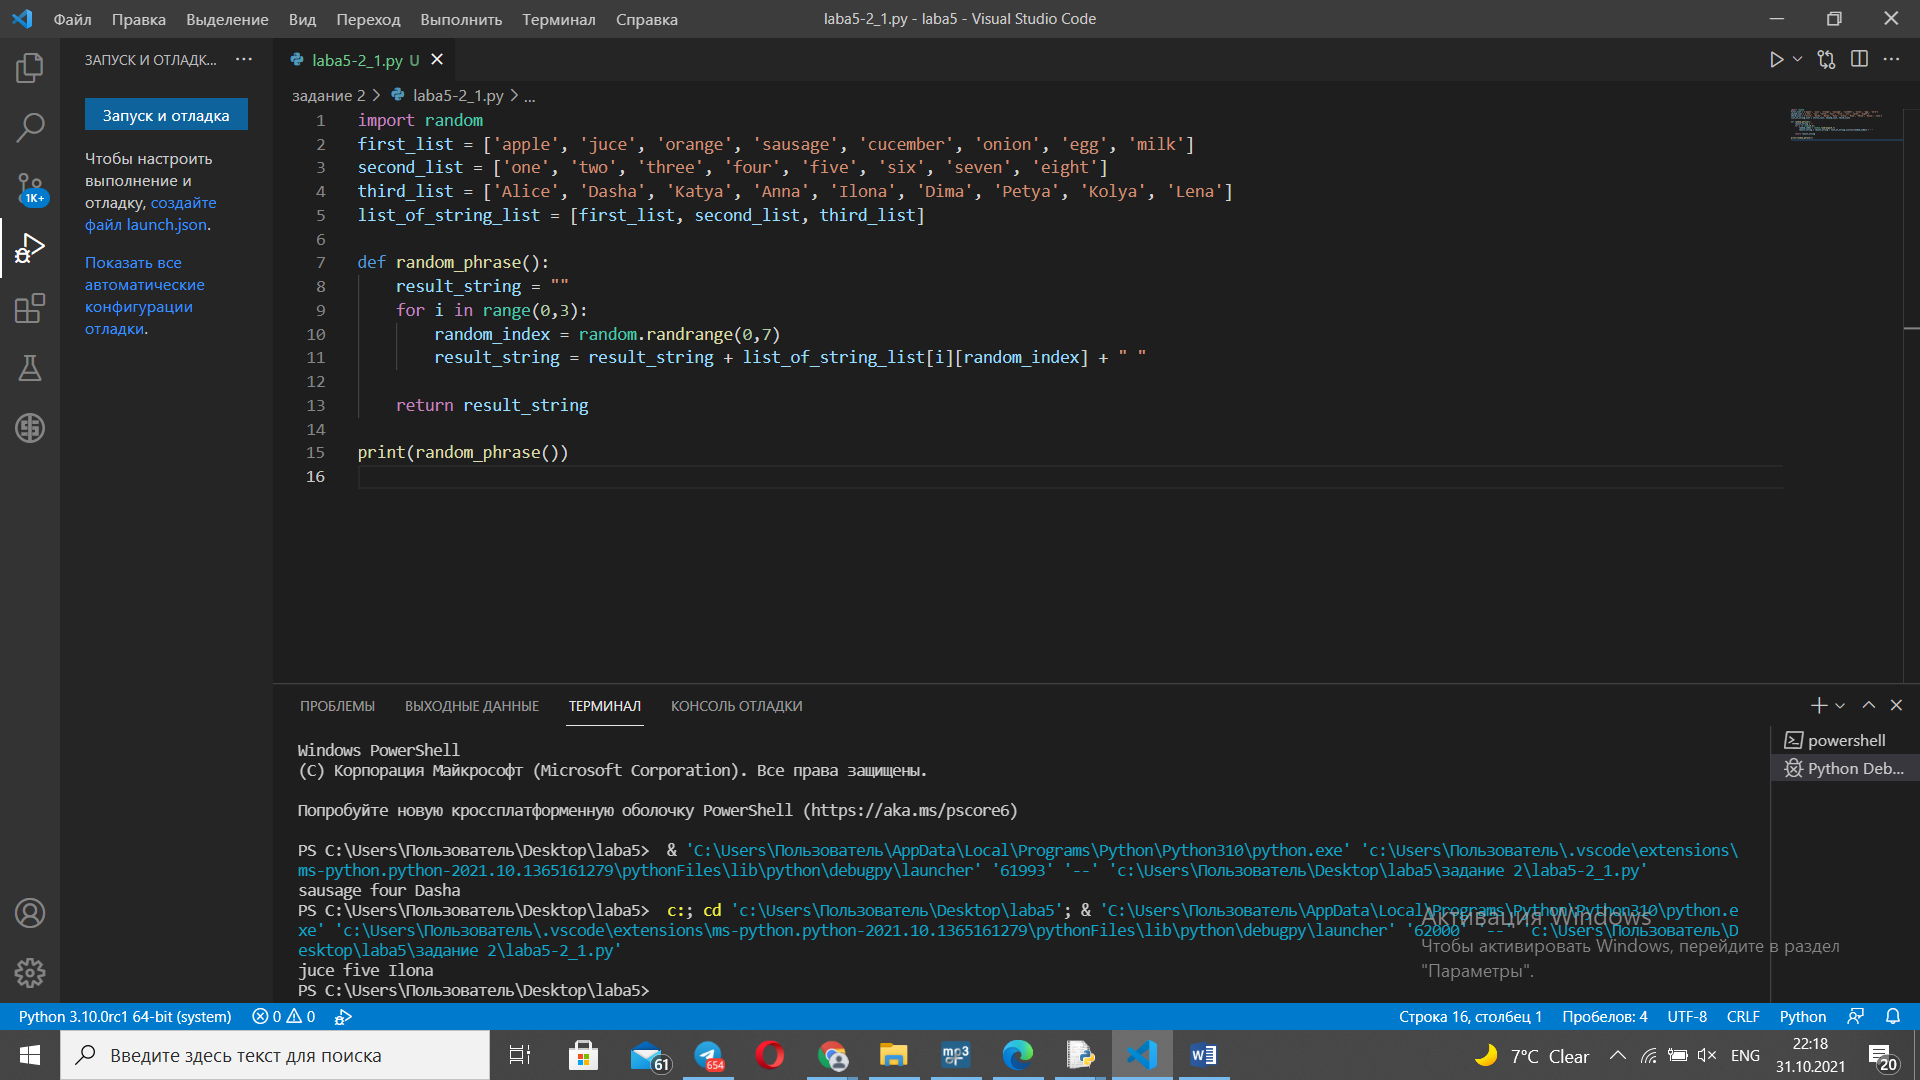 Файл Правка Выделение Вид Переход Выполнить Терминал Справка laba5-2_1.py - laba5 - Visual Studio Code
ЗАПУСК И ОТЛАДК... ···
laba5-2_1.py U
задание 2 > laba5-2_1.py > ...
Запуск и отладка
Чтобы настроить
выполнение и
отладку, создайте
файл launch.json.
Показать все
автоматические
конфигурации
отладки.
1K+
1 import random
2 first_list = ['apple', 'juce', 'orange', 'sausage', 'cucember', 'onion', 'egg', 'milk']
3 second_list = ['one', 'two', 'three', 'four', 'five', 'six', 'seven', 'eight']
4 third_list = ['Alice', 'Dasha', 'Katya', 'Anna', 'Ilona', 'Dima', 'Petya', 'Kolya', 'Lena']
5 list_of_string_list = [first_list, second_list, third_list]
6
7 def random_phrase():
8 result_string = ""
9 for i in range(0,3):
10 random_index = random.randrange(0,7)
11 result_string = result_string + list_of_string_list[i][random_index] + " "
12
13 return result_string
14
15 print(random_phrase())
16
ПРОБЛЕМЫ ВЫХОДНЫЕ ДАННЫЕ ТЕРМИНАЛ КОНСОЛЬ ОТЛАДКИ
powershell
Python Deb...
Windows PowerShell
(C) Корпорация Майкрософт (Microsoft Corporation). Все права защищены.
Попробуйте новую кроссплатформенную оболочку PowerShell (https://aka.ms/pscore6)
PS C:\Users\Пользователь\Desktop\laba5>  & 'C:\Users\Пользователь\AppData\Local\Programs\Python\Python310\python.exe' 'c:\Users\Пользователь\.vscode\extensions\
ms-python.python-2021.10.1365161279\pythonFiles\lib\python\debugpy\launcher' '61993' '--' 'c:\Users\Пользователь\Desktop\laba5\задание 2\laba5-2_1.py'
sausage four Dasha
PS C:\Users\Пользователь\Desktop\laba5>  c:; cd 'c:\Users\Пользователь\Desktop\laba5'; & 'C:\Users\Пользователь\AppData\Local\Programs\Python\Python310\python.e
xe' 'c:\Users\Пользователь\.vscode\extensions\ms-python.python-2021.10.1365161279\pythonFiles\lib\python\debugpy\launcher' '62000' '--' 'c:\Users\Пользователь\D
esktop\laba5\задание 2\laba5-2_1.py'
juce five Ilona
PS C:\Users\Пользователь\Desktop\laba5>
Активация Windows
Чтобы активировать Windows, перейдите в раздел
"Параметры".
Python 3.10.0rc1 64-bit (system) 0 0 Строка 16, столбец 1 Пробелов: 4 UTF-8 CRLF Python
Введите здесь текст для поиска 61 654 mp3 7°C Clear ENG 22:18
31.10.2021 20